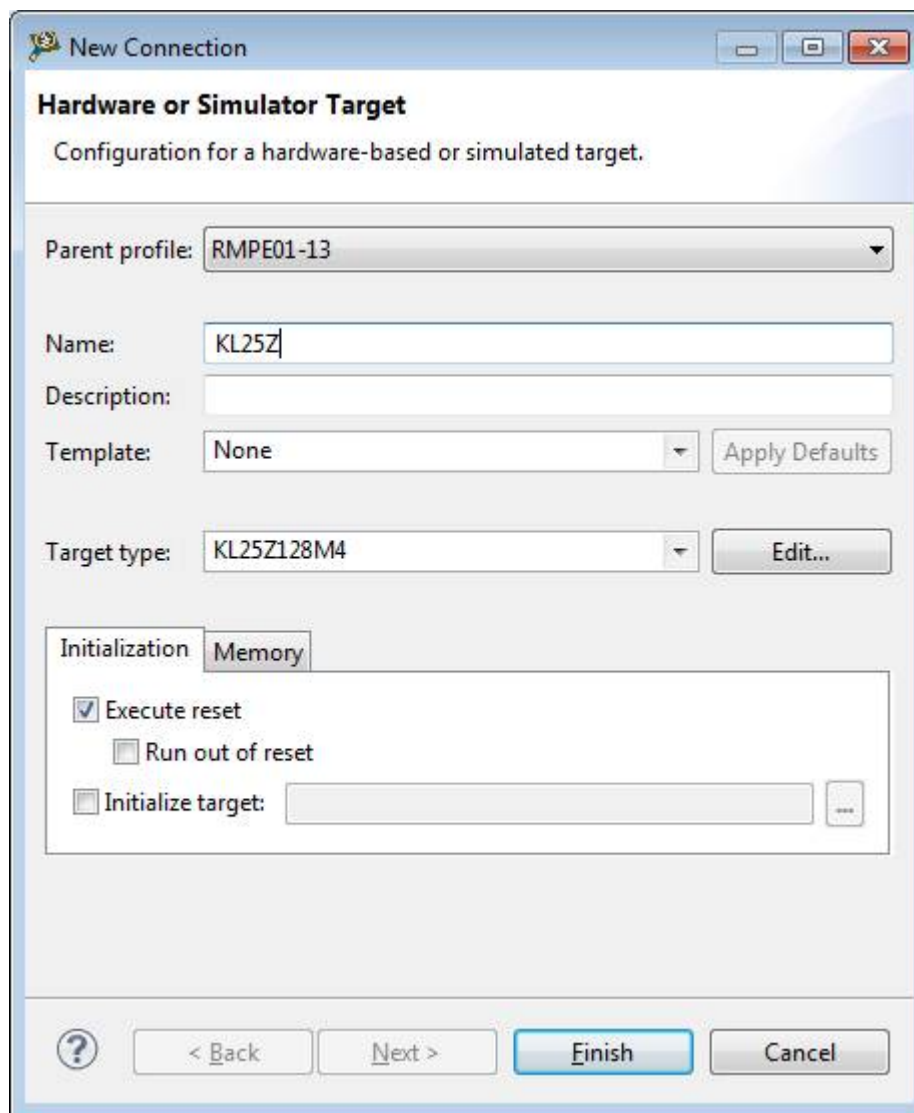 New Connection
Hardware or Simulator Target
Configuration for a hardware-based or simulated target.
Parent profile: RMPE01-13
Name: KL25Z
Description:
Template: None Apply Defaults
Target type: KL25Z128M4 Edit...
Initialization Memory
Execute reset
Run out of reset
Initialize target: ...
? < Back Next > Finish Cancel